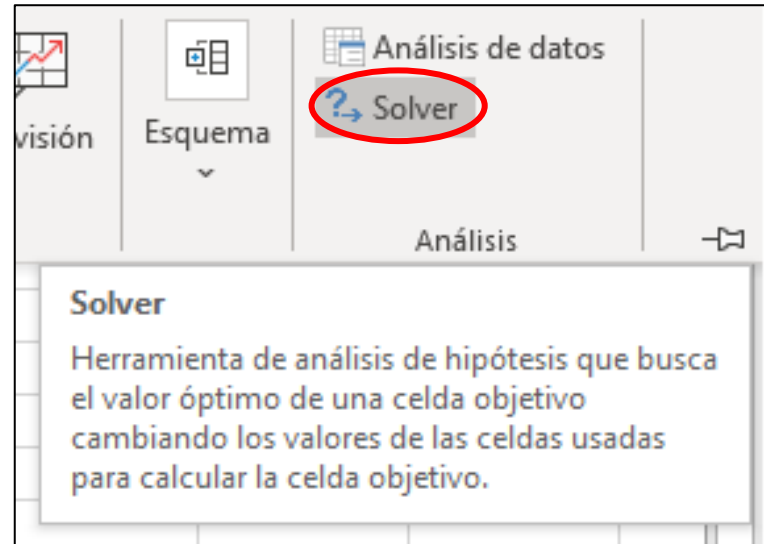 Análisis de datos
Solver
visión
Esquema
Análisis
Solver
Herramienta de análisis de hipótesis que busca
el valor óptimo de una celda objetivo
cambiando los valores de las celdas usadas
para calcular la celda objetivo.